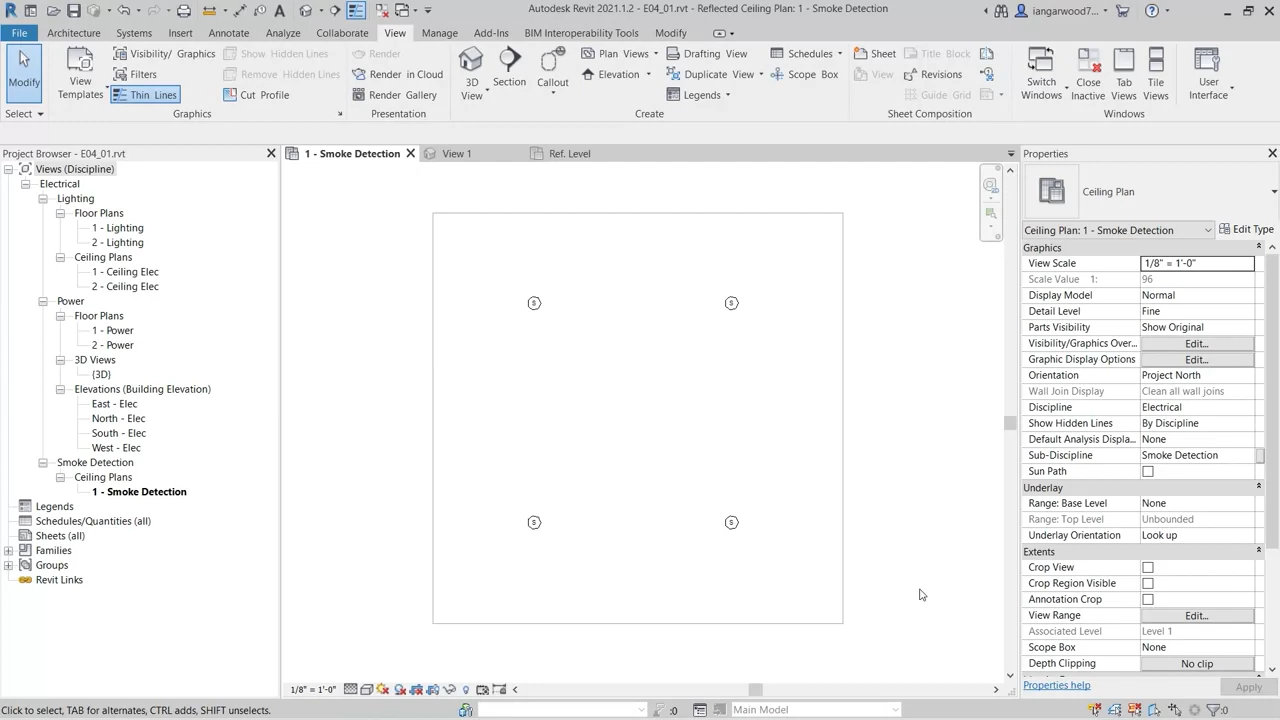 Autodesk Revit 2021.1.2 - E04_01.rvt - Reflected Ceiling Plan: 1 - Smoke Detection
iangarwood7...
File Architecture Systems Insert Annotate Analyze Collaborate View Manage Add-Ins BIM Interoperability Tools Modify
Modify
Select
View Templates
Visibility/ Graphics
Filters
Thin Lines
Show Hidden Lines
Remove Hidden Lines
Cut Profile
Graphics
Render
Render in Cloud
Render Gallery
Presentation
3D View
Section
Callout
Plan Views
Elevation
Drafting View
Duplicate View
Legends
Schedules
Scope Box
Create
Sheet
View
Title Block
Revisions
Guide Grid
Sheet Composition
Switch Windows
Close Inactive
Tab Views
Tile Views
Windows
User Interface
Project Browser - E04_01.rvt
Views (Discipline)
Electrical
Lighting
Floor Plans
1 - Lighting
2 - Lighting
Ceiling Plans
1 - Ceiling Elec
2 - Ceiling Elec
Power
Floor Plans
1 - Power
2 - Power
3D Views
{3D}
Elevations (Building Elevation)
East - Elec
North - Elec
South - Elec
West - Elec
Smoke Detection
Ceiling Plans
1 - Smoke Detection
Legends
Schedules/Quantities (all)
Sheets (all)
Families
Groups
Revit Links
1 - Smoke Detection View 1 Ref. Level
S S
S S
1/8" = 1'-0"
Properties
Ceiling Plan
Ceiling Plan: 1 - Smoke Detection Edit Type
Graphics
View Scale 1/8" = 1'-0"
Scale Value 1: 96
Display Model Normal
Detail Level Fine
Parts Visibility Show Original
Visibility/Graphics Over... Edit...
Graphic Display Options Edit...
Orientation Project North
Wall Join Display Clean all wall joins
Discipline Electrical
Show Hidden Lines By Discipline
Default Analysis Displa... None
Sub-Discipline Smoke Detection
Sun Path
Underlay
Range: Base Level None
Range: Top Level Unbounded
Underlay Orientation Look up
Extents
Crop View
Crop Region Visible
Annotation Crop
View Range Edit...
Associated Level Level 1
Scope Box None
Depth Clipping No clip
Properties help Apply
Click to select, TAB for alternates, CTRL adds, SHIFT unselects. :0 Main Model :0